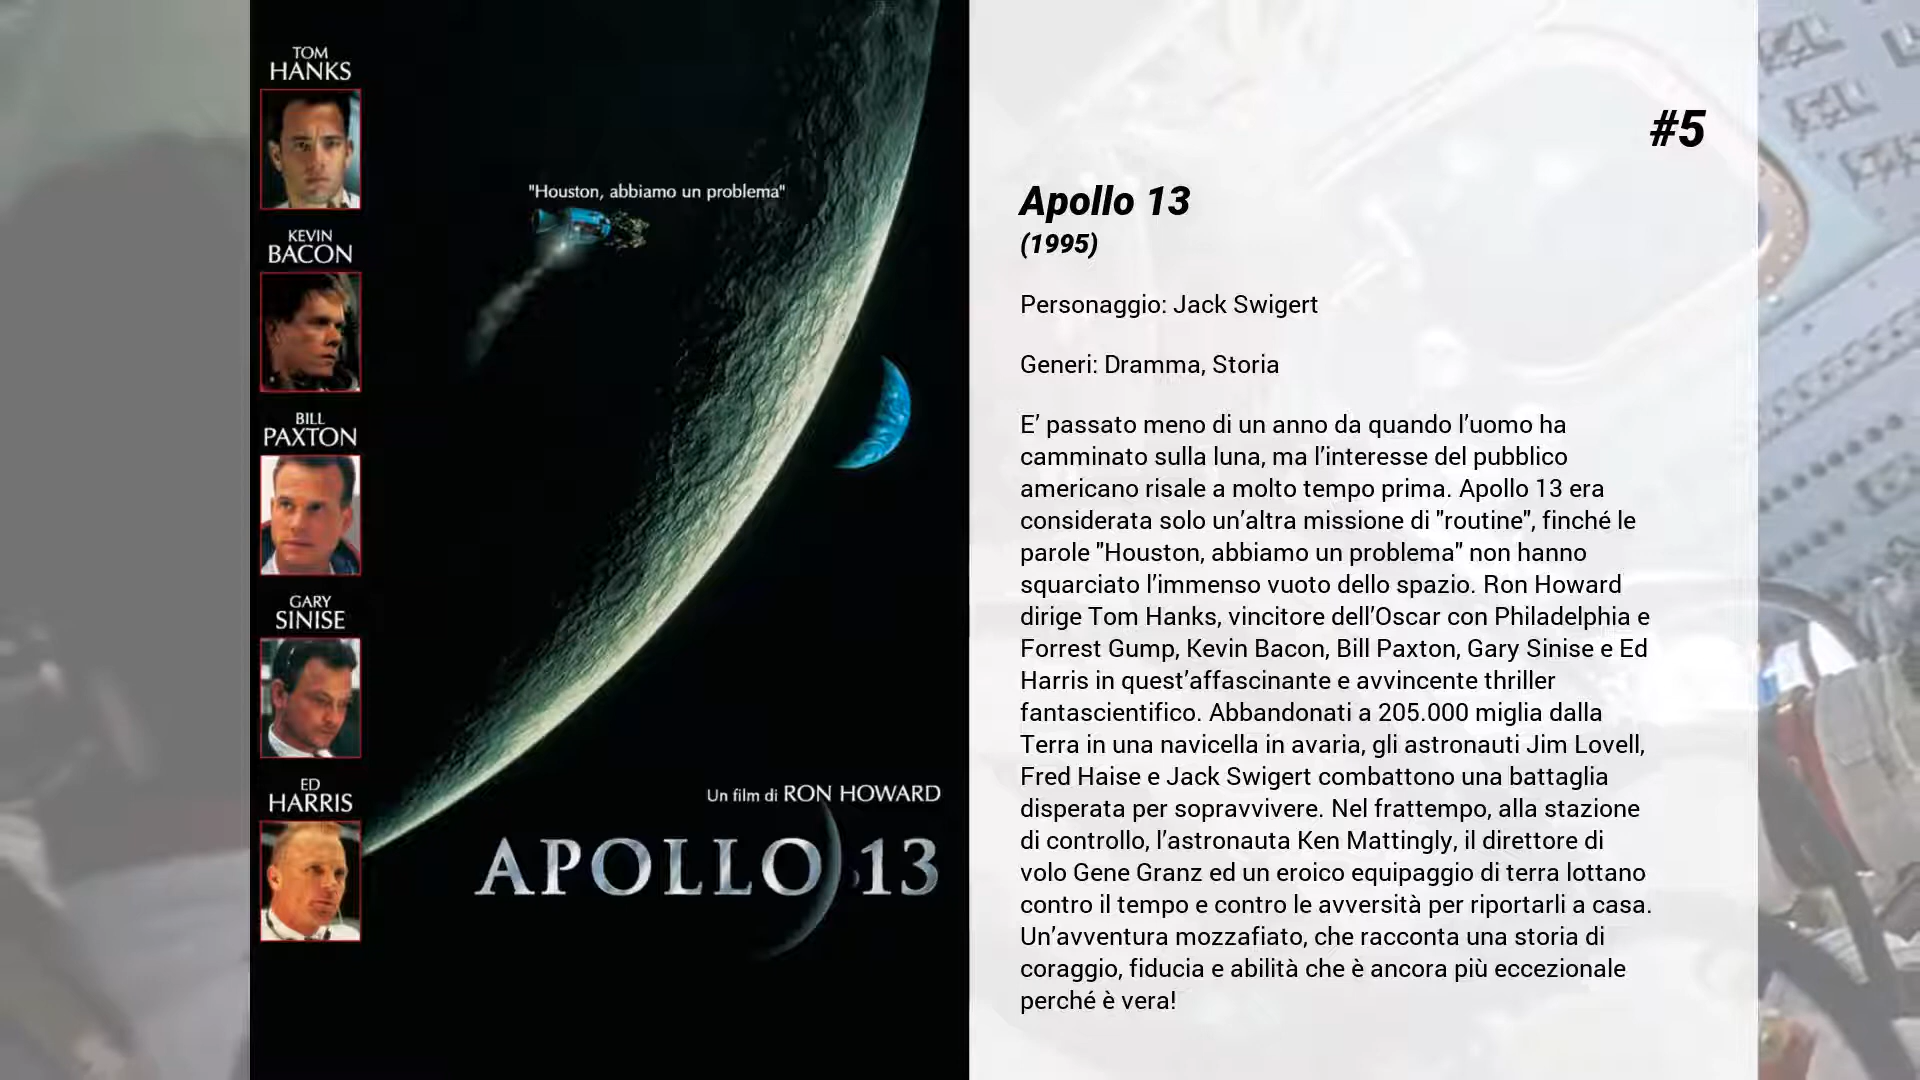 TOM
HANKS
KEVIN
BACON
BILL
PAXTON
GARY
SINISE
ED
HARRIS
"Houston, abbiamo un problema"
Un film di RON HOWARD
APOLLO 13
#5
Apollo 13
(1995)
Personaggio: Jack Swigert
Generi: Dramma, Storia
E’ passato meno di un anno da quando l’uomo ha
camminato sulla luna, ma l’interesse del pubblico
americano risale a molto tempo prima. Apollo 13 era
considerata solo un’altra missione di "routine", finché le
parole "Houston, abbiamo un problema" non hanno
squarciato l’immenso vuoto dello spazio. Ron Howard
dirige Tom Hanks, vincitore dell’Oscar con Philadelphia e
Forrest Gump, Kevin Bacon, Bill Paxton, Gary Sinise e Ed
Harris in quest’affascinante e avvincente thriller
fantascientifico. Abbandonati a 205.000 miglia dalla
Terra in una navicella in avaria, gli astronauti Jim Lovell,
Fred Haise e Jack Swigert combattono una battaglia
disperata per sopravvivere. Nel frattempo, alla stazione
di controllo, l’astronauta Ken Mattingly, il direttore di
volo Gene Granz ed un eroico equipaggio di terra lottano
contro il tempo e contro le avversità per riportarli a casa.
Un’avventura mozzafiato, che racconta una storia di
coraggio, fiducia e abilità che è ancora più eccezionale
perché è vera!